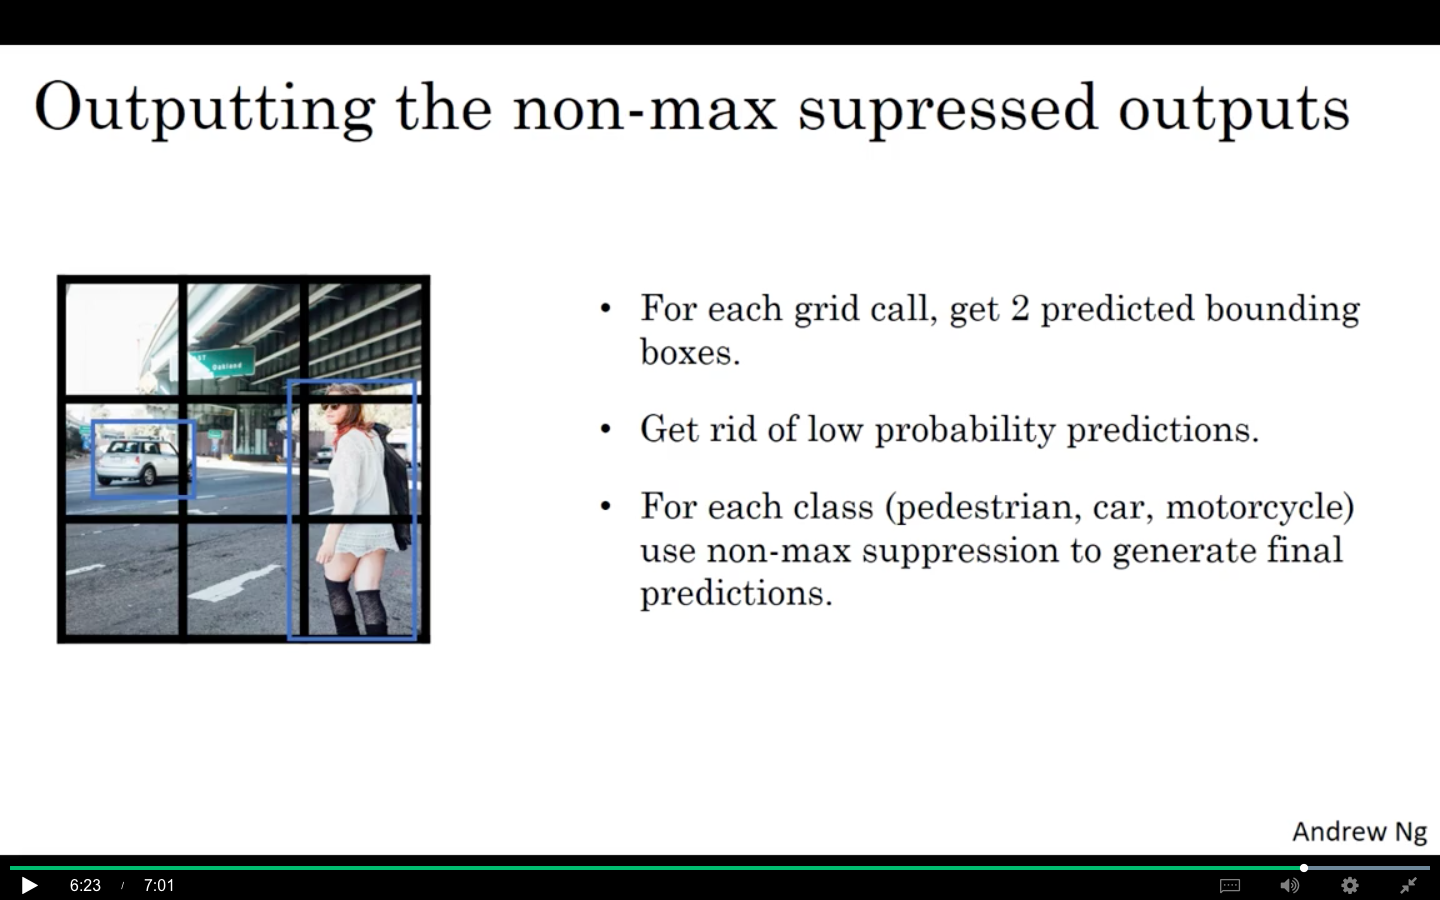 Outputting the non-max supressed outputs
ST
Oakland
• For each grid call, get 2 predicted bounding
boxes.
• Get rid of low probability predictions.
• For each class (pedestrian, car, motorcycle)
use non-max suppression to generate final
predictions.
Andrew Ng
6:23 / 7:01